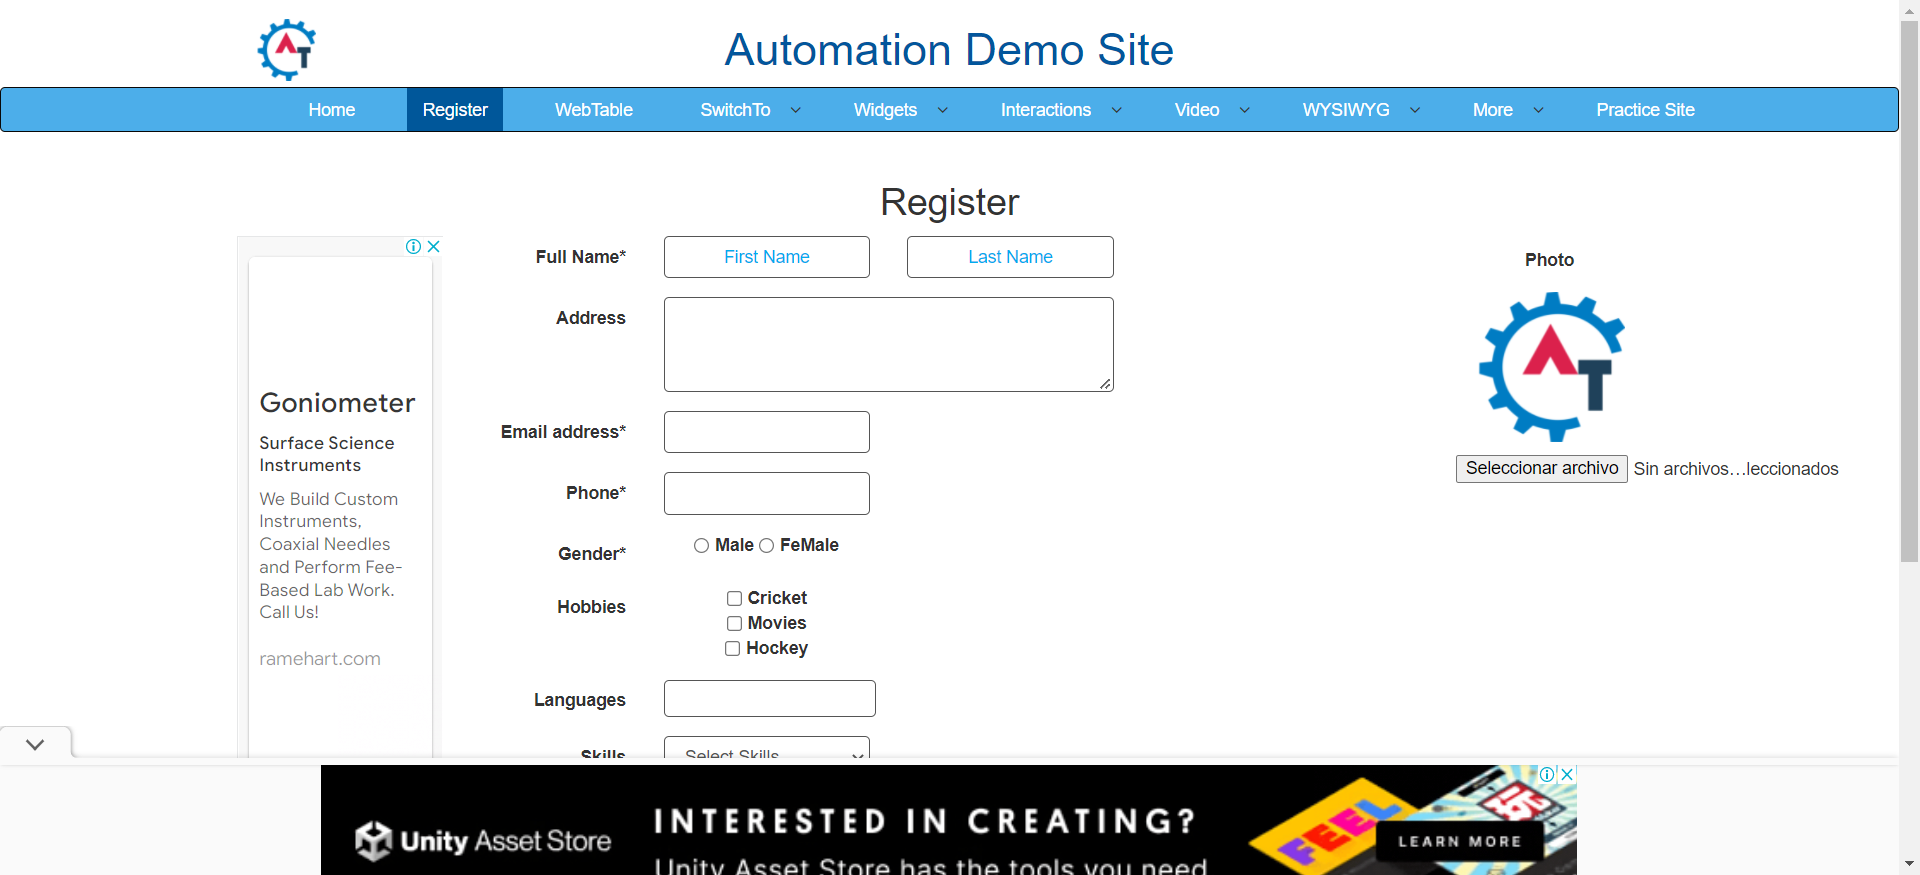 AT
Automation Demo Site
Home Register WebTable SwitchTo Widgets Interactions Video WYSIWYG More Practice Site
Register
Full Name* First Name Last Name
Address
Email address*
Phone*
Gender* Male FeMale
Hobbies
Cricket
Movies
Hockey
Languages
Skills Select Skills
Photo
AT
Seleccionar archivo Sin archivos...leccionados
Goniometer
Surface Science
Instruments
We Build Custom
Instruments,
Coaxial Needles
and Perform Fee-
Based Lab Work.
Call Us!
ramehart.com
Unity Asset Store
INTERESTED IN CREATING?
Unity Asset Store has the tools you need
FEEL
LEARN MORE